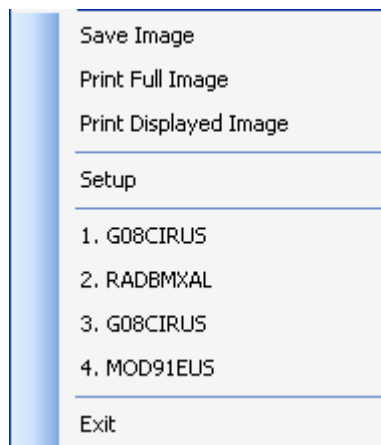 Save Image
Print Full Image
Print Displayed Image
Setup
1. G08CIRUS
2. RADBMXAL
3. G08CIRUS
4. MOD91EUS
Exit